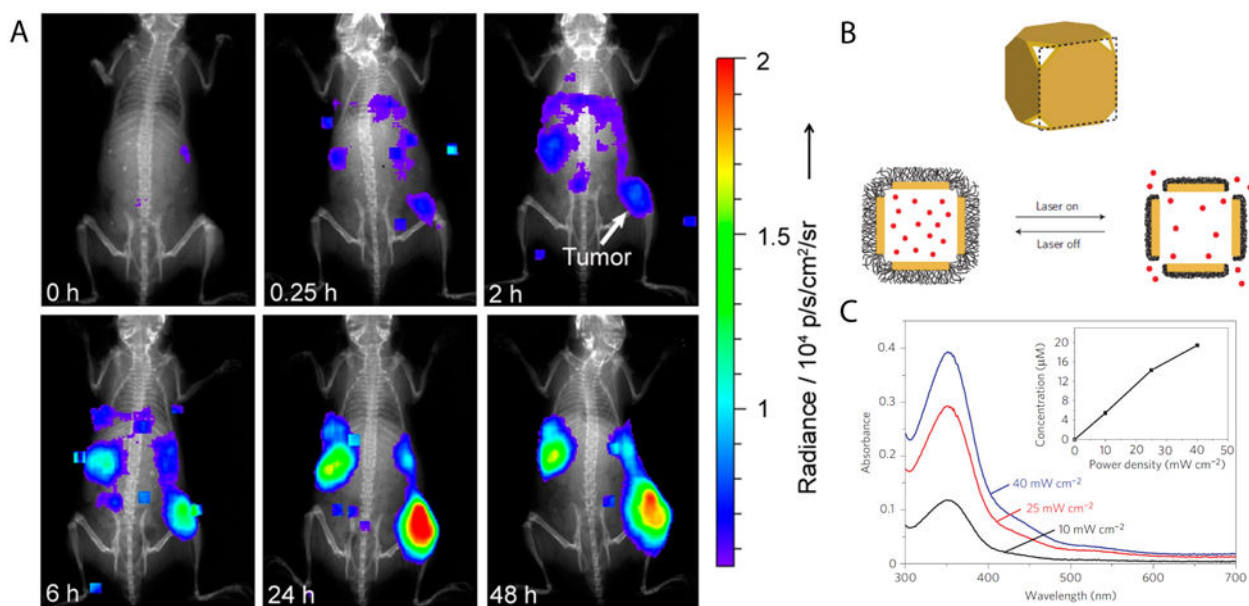 A
0 h
0.25 h
2 h
Tumor
6 h
24 h
48 h
2
1.5
1
Radiance / 10⁴ p/s/cm²/sr
B
Laser on
Laser off
C
0.4
0.3
0.2
0.1
0
300
400
500
600
700
Absorbance
Wavelength (nm)
40 mW cm⁻²
25 mW cm⁻²
10 mW cm⁻²
20
16
12
8
4
0
0
10
20
30
40
50
Concentration (μM)
Power density (mW cm⁻²)